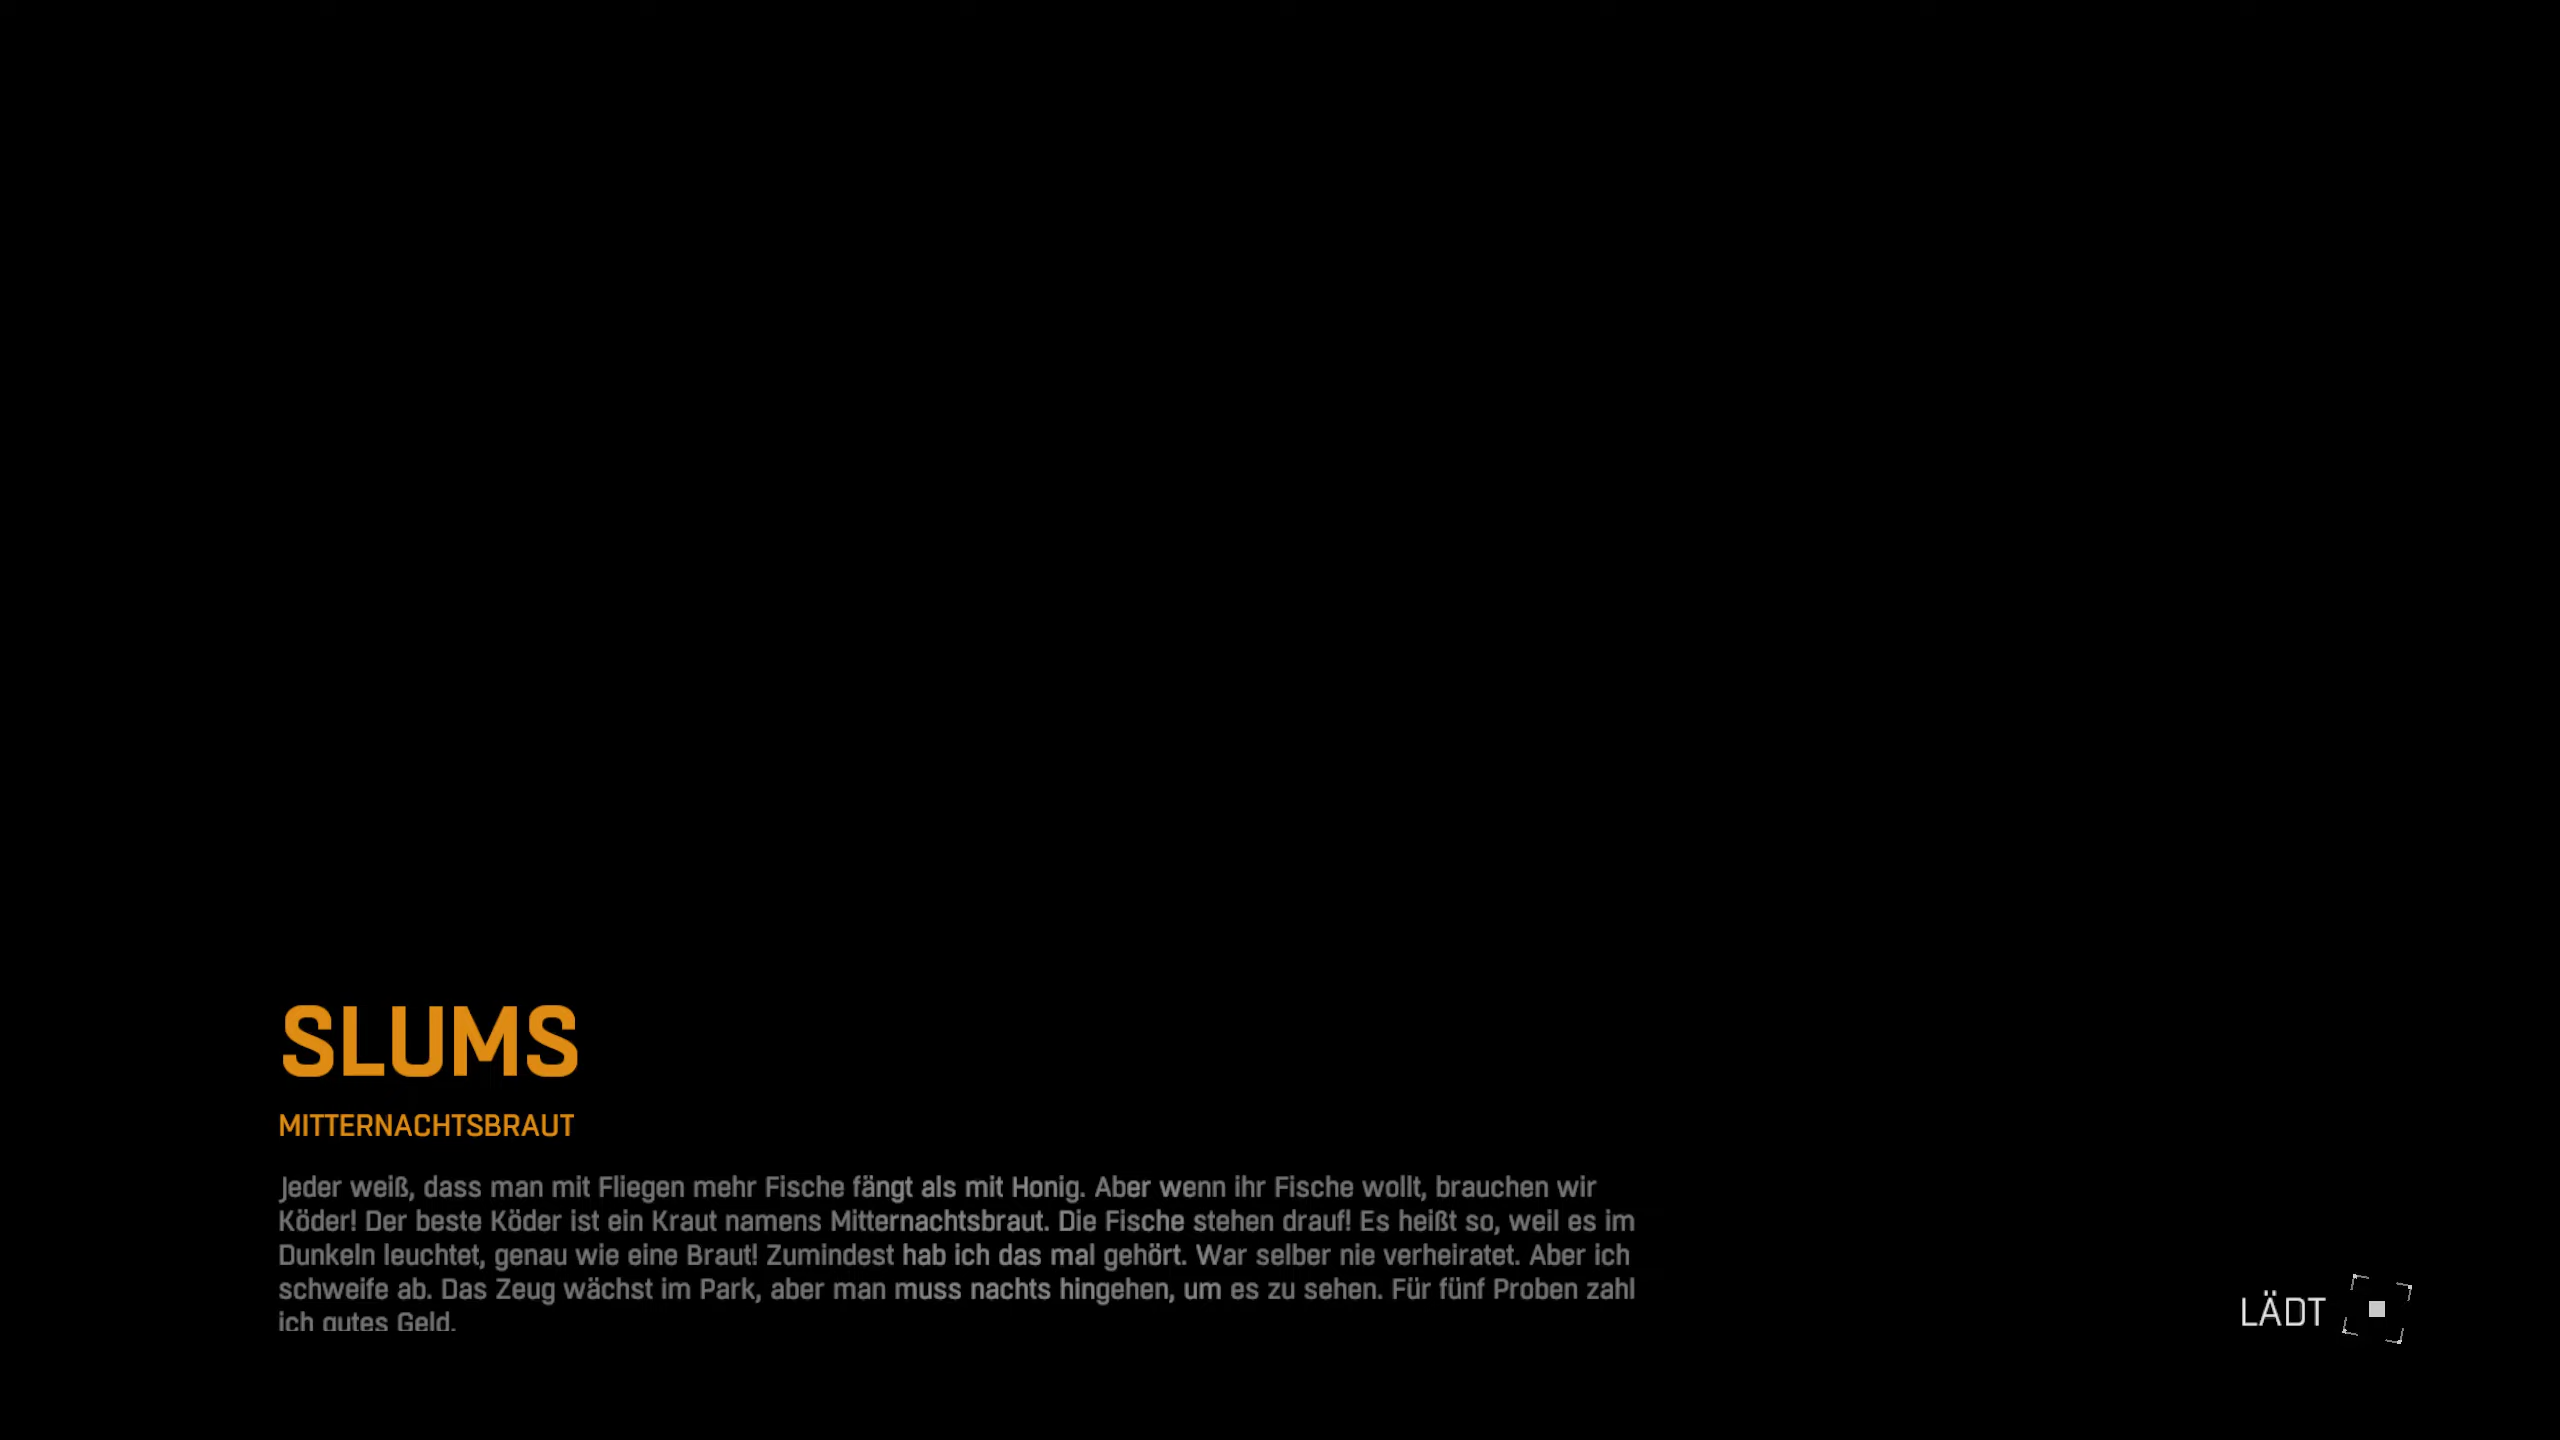 SLUMS
MITTERNACHTSBRAUT
Jeder weiß, dass man mit Fliegen mehr Fische fängt als mit Honig. Aber wenn ihr Fische wollt, brauchen wir
Köder! Der beste Köder ist ein Kraut namens Mitternachtsbraut. Die Fische stehen drauf! Es heißt so, weil es im
Dunkeln leuchtet, genau wie eine Braut! Zumindest hab ich das mal gehört. War selber nie verheiratet. Aber ich
schweife ab. Das Zeug wächst im Park, aber man muss nachts hingehen, um es zu sehen. Für fünf Proben zahl
ich gutes Geld.
LÄDT